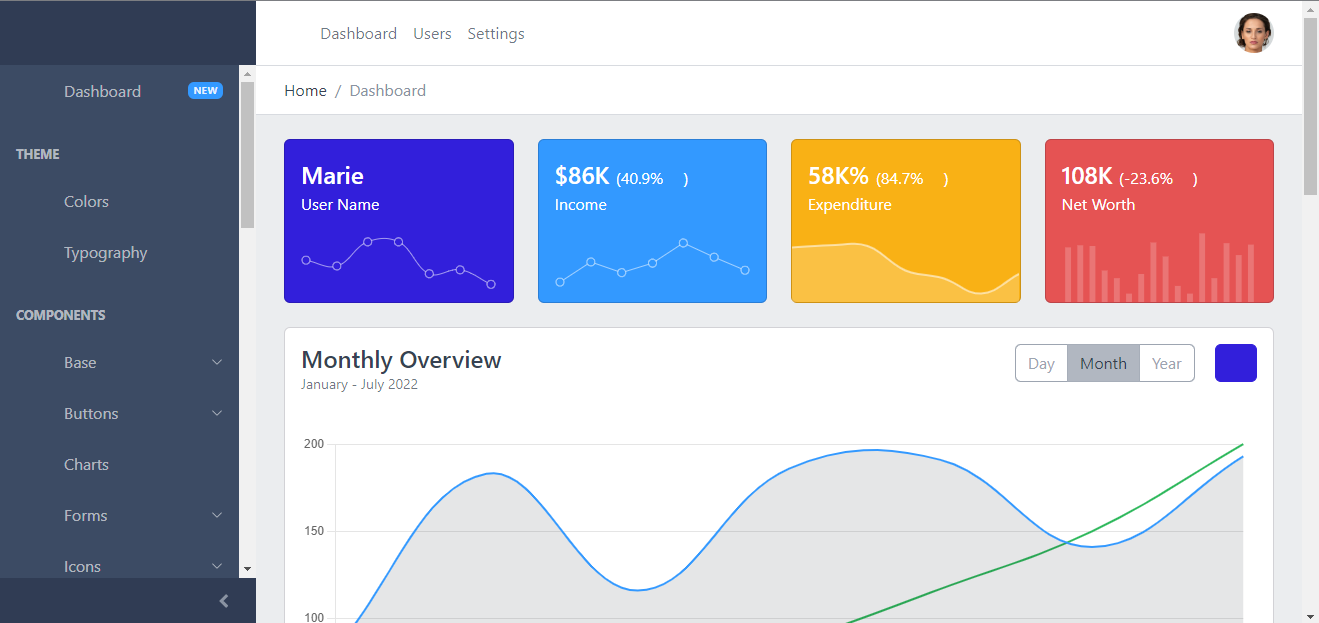 Dashboard Users Settings
Home / Dashboard
Dashboard NEW
THEME
Colors
Typography
COMPONENTS
Base
Buttons
Charts
Forms
Icons
Marie
User Name
$86K (40.9% )
Income
58K% (84.7% )
Expenditure
108K (-23.6% )
Net Worth
Monthly Overview
January - July 2022
Day Month Year
200
150
100